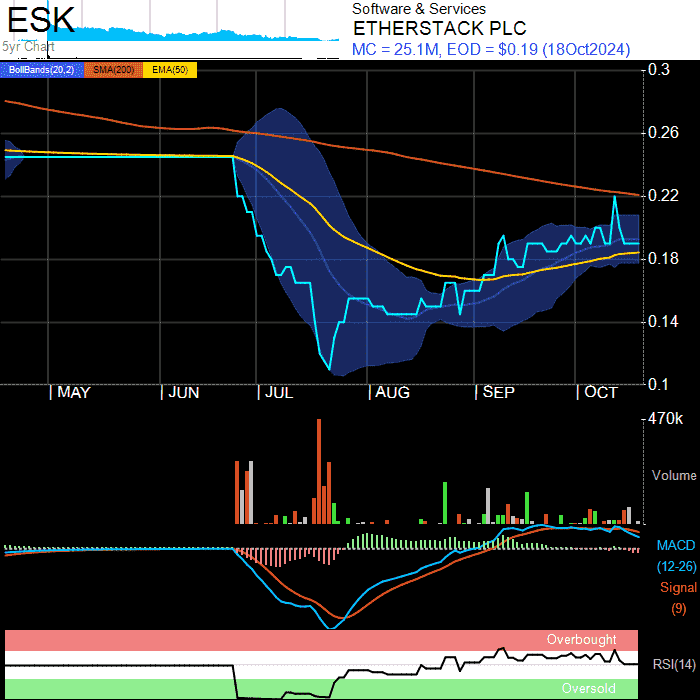 ESK
5yr Chart
Software & Services
ETHERSTACK PLC
MC = 25.1M, EOD = $0.19 (18Oct2024)
BollBands(20,2) SMA(200) EMA(50)
0.3
0.26
0.22
0.18
0.14
0.1
MAY JUN JUL AUG SEP OCT
470k
Volume
MACD
(12-26)
Signal
(9)
Overbought
RSI(14)
Oversold